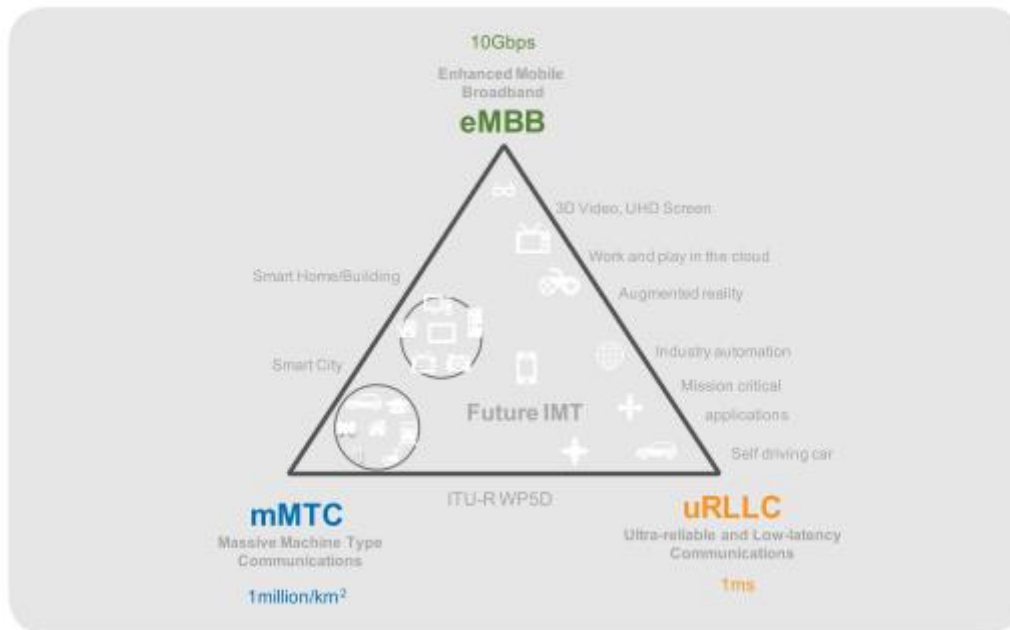 10Gbps
Enhanced Mobile
Broadband
eMBB
3D Video, UHD Screen
Work and play in the cloud
Smart Home/Building
Augmented reality
Industry automation
Smart City
Mission critical
Future IMT
applications
Self driving car
ITU-R WP5D
mMTC
Massive Machine Type
Communications
1million/km²
uRLLC
Ultra-reliable and Low-latency
Communications
1ms